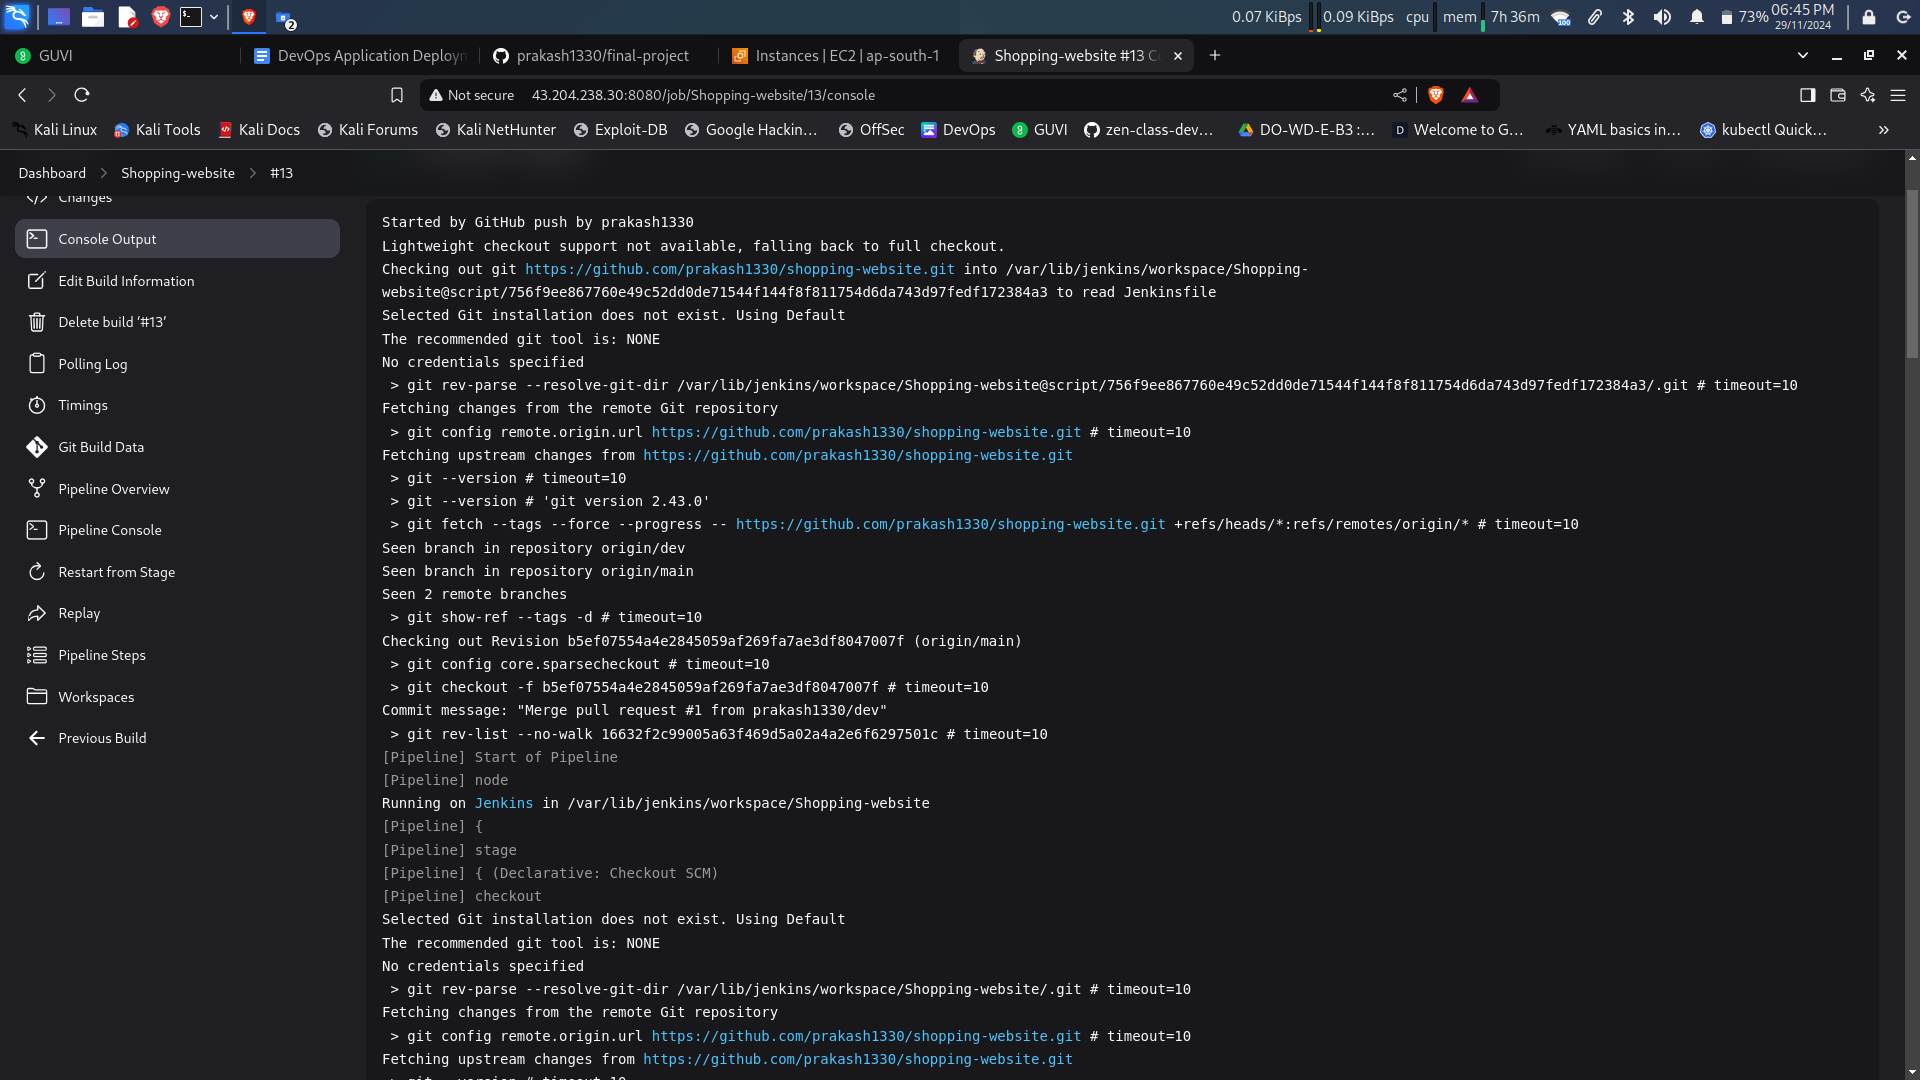 0.07 KiBps 0.09 KiBps cpu mem 7h 36m 73% 06:45 PM
29/11/2024
2
GUVI
DevOps Application Deploym
prakash1330/final-project
Instances | EC2 | ap-south-1
Shopping-website #13 Co
Not secure 43.204.238.30:8080/job/Shopping-website/13/console
Kali Linux Kali Tools Kali Docs Kali Forums Kali NetHunter Exploit-DB Google Hackin... OffSec DevOps GUVI zen-class-dev... DO-WD-E-B3 :... Welcome to G... YAML basics in... kubectl Quick...
Dashboard > Shopping-website > #13
Changes
Console Output
Edit Build Information
Delete build ‘#13’
Polling Log
Timings
Git Build Data
Pipeline Overview
Pipeline Console
Restart from Stage
Replay
Pipeline Steps
Workspaces
Previous Build
Started by GitHub push by prakash1330
Lightweight checkout support not available, falling back to full checkout.
Checking out git https://github.com/prakash1330/shopping-website.git into /var/lib/jenkins/workspace/Shopping-
website@script/756f9ee867760e49c52dd0de71544f144f8f811754d6da743d97fedf172384a3 to read Jenkinsfile
Selected Git installation does not exist. Using Default
The recommended git tool is: NONE
No credentials specified
> git rev-parse --resolve-git-dir /var/lib/jenkins/workspace/Shopping-website@script/756f9ee867760e49c52dd0de71544f144f8f811754d6da743d97fedf172384a3/.git # timeout=10
Fetching changes from the remote Git repository
> git config remote.origin.url https://github.com/prakash1330/shopping-website.git # timeout=10
Fetching upstream changes from https://github.com/prakash1330/shopping-website.git
> git --version # timeout=10
> git --version # 'git version 2.43.0'
> git fetch --tags --force --progress -- https://github.com/prakash1330/shopping-website.git +refs/heads/*:refs/remotes/origin/* # timeout=10
Seen branch in repository origin/dev
Seen branch in repository origin/main
Seen 2 remote branches
> git show-ref --tags -d # timeout=10
Checking out Revision b5ef07554a4e2845059af269fa7ae3df8047007f (origin/main)
> git config core.sparsecheckout # timeout=10
> git checkout -f b5ef07554a4e2845059af269fa7ae3df8047007f # timeout=10
Commit message: "Merge pull request #1 from prakash1330/dev"
> git rev-list --no-walk 16632f2c99005a63f469d5a02a4a2e6f6297501c # timeout=10
[Pipeline] Start of Pipeline
[Pipeline] node
Running on Jenkins in /var/lib/jenkins/workspace/Shopping-website
[Pipeline] {
[Pipeline] stage
[Pipeline] { (Declarative: Checkout SCM)
[Pipeline] checkout
Selected Git installation does not exist. Using Default
The recommended git tool is: NONE
No credentials specified
> git rev-parse --resolve-git-dir /var/lib/jenkins/workspace/Shopping-website/.git # timeout=10
Fetching changes from the remote Git repository
> git config remote.origin.url https://github.com/prakash1330/shopping-website.git # timeout=10
Fetching upstream changes from https://github.com/prakash1330/shopping-website.git